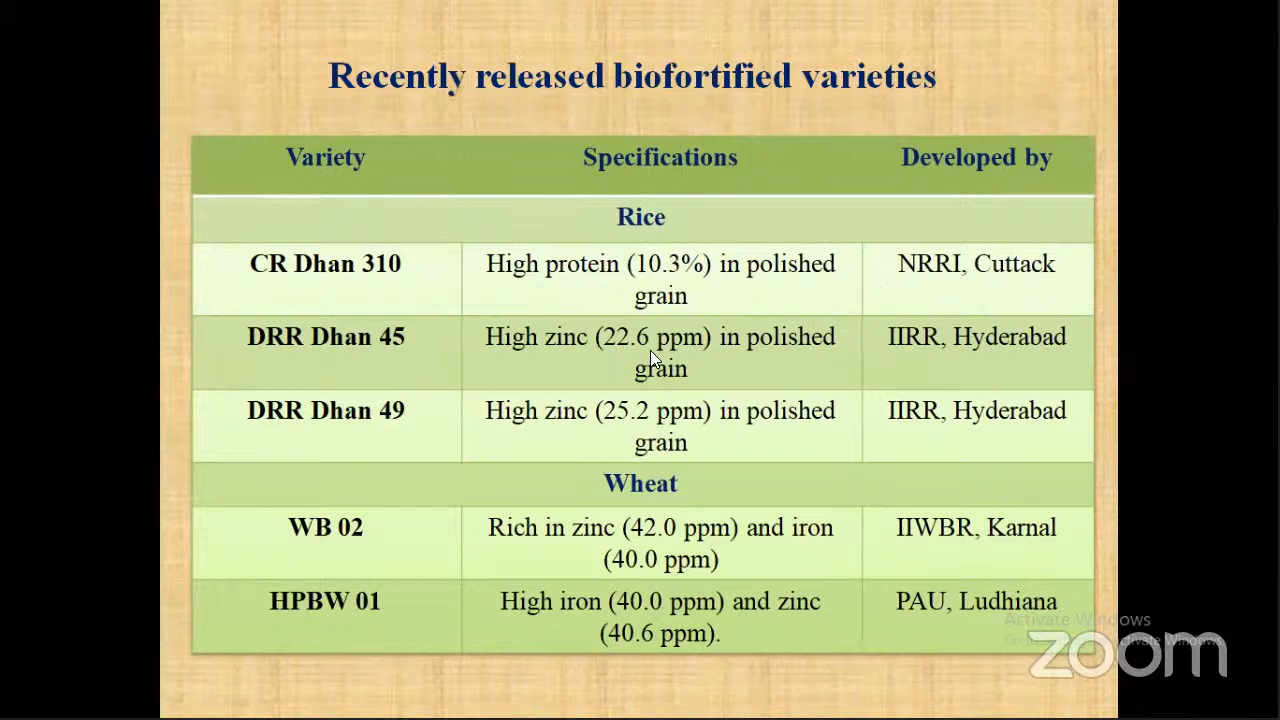 Recently released biofortified varieties
Variety Specifications Developed by
Rice
CR Dhan 310 High protein (10.3%) in polished grain NRRI, Cuttack
DRR Dhan 45 High zinc (22.6 ppm) in polished grain IIRR, Hyderabad
DRR Dhan 49 High zinc (25.2 ppm) in polished grain IIRR, Hyderabad
Wheat
WB 02 Rich in zinc (42.0 ppm) and iron (40.0 ppm) IIWBR, Karnal
HPBW 01 High iron (40.0 ppm) and zinc (40.6 ppm). PAU, Ludhiana
Activate Windows
zoom